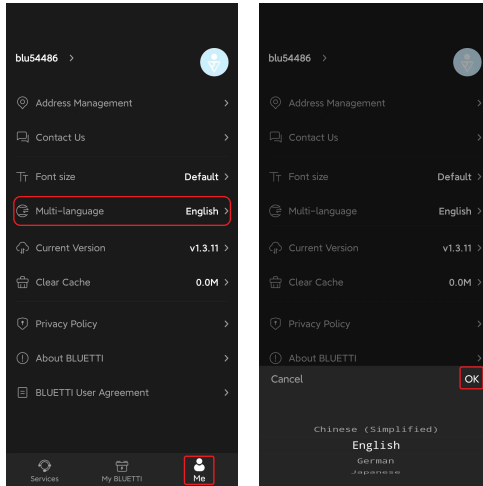 blu54486 >
Address Management >
Contact Us >
Font size Default >
Multi-language English >
Current Version v1.3.11 >
Clear Cache 0.0M >
Privacy Policy >
About BLUETTI >
BLUETTI User Agreement >
Services My BLUETTI Me
blu54486 >
Address Management >
Contact Us >
Font size Default >
Multi-language English >
Current Version v1.3.11 >
Clear Cache 0.0M >
Privacy Policy >
About BLUETTI >
Cancel OK
Chinese (Simplified)
English
German
Japanese